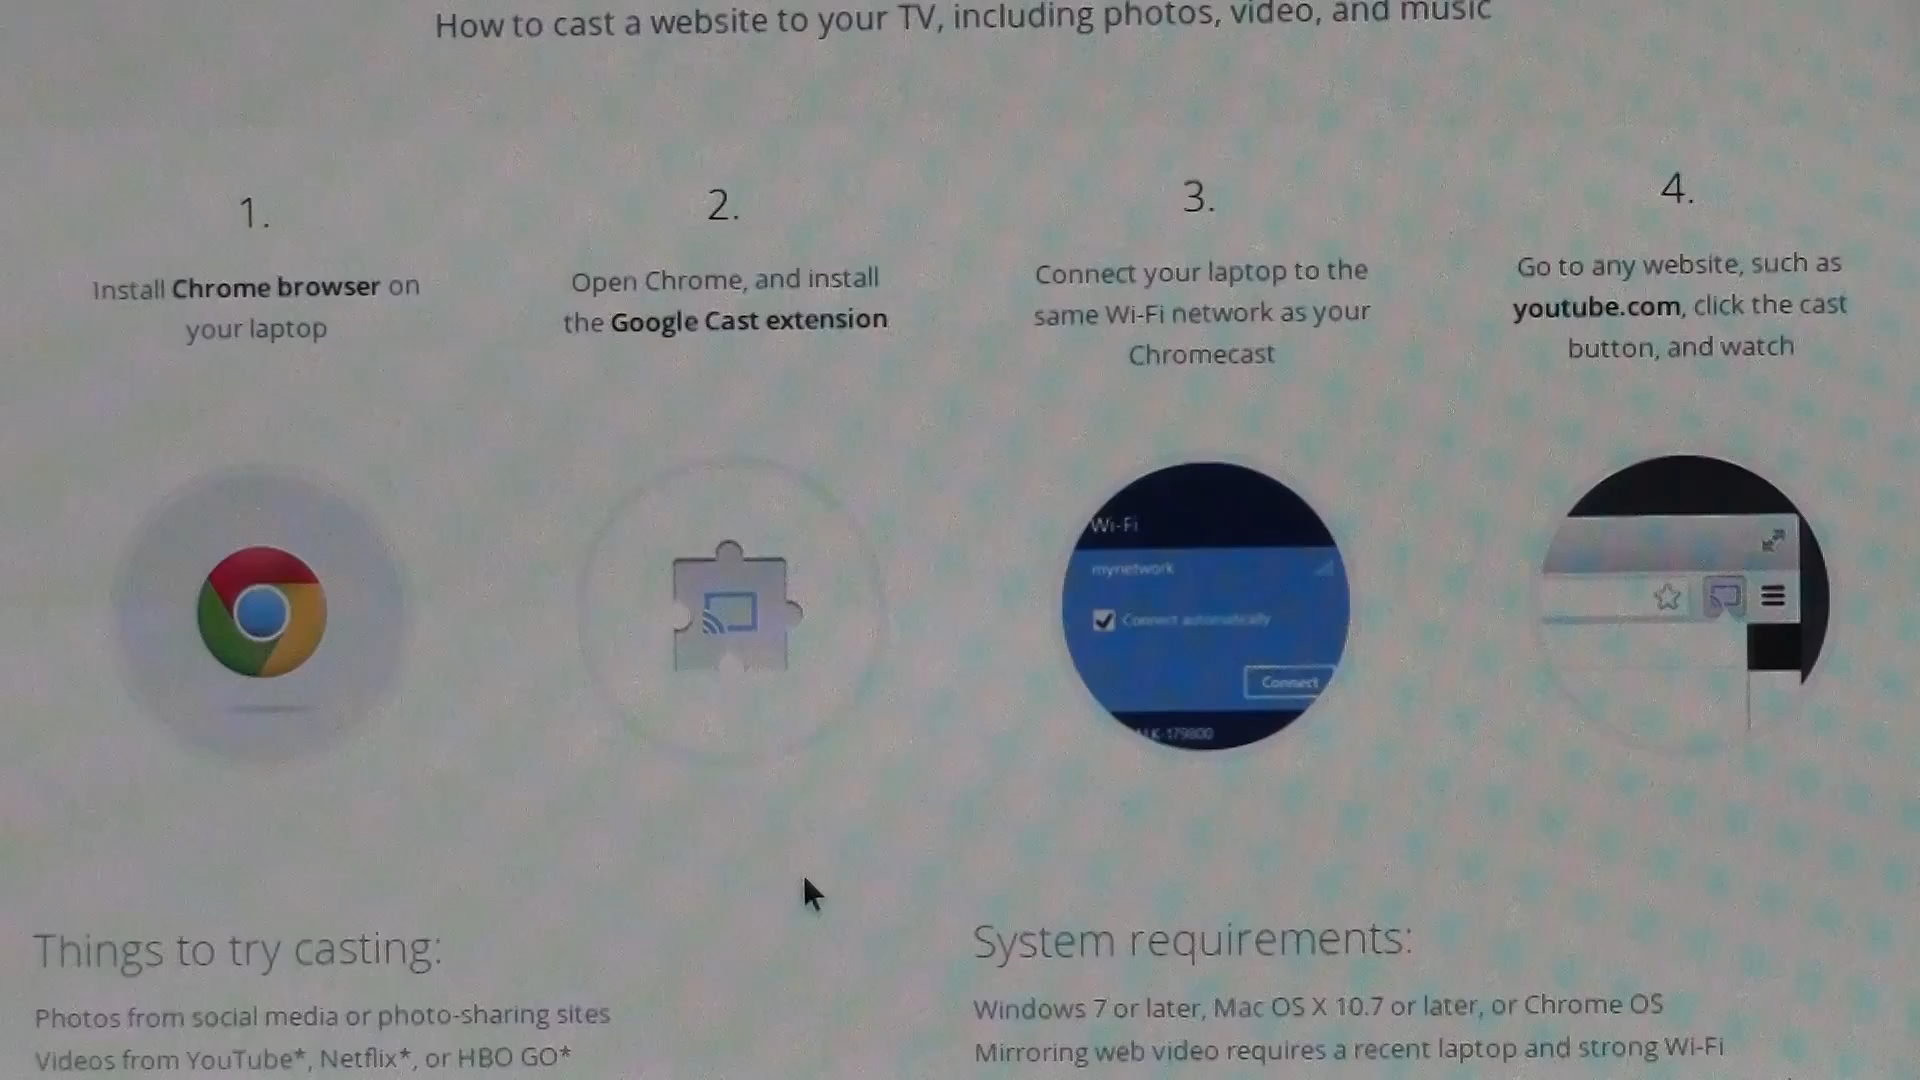 How to cast a website to your TV, including photos, video, and music
1.
Install Chrome browser on
your laptop
2.
Open Chrome, and install
the Google Cast extension
3.
Connect your laptop to the
same Wi-Fi network as your
Chromecast
4.
Go to any website, such as
youtube.com, click the cast
button, and watch
Wi-Fi
mynetwork
Connect automatically
Connect
Things to try casting:
Photos from social media or photo-sharing sites
Videos from YouTube*, Netflix*, or HBO GO*
System requirements:
Windows 7 or later, Mac OS X 10.7 or later, or Chrome OS
Mirroring web video requires a recent laptop and strong Wi-Fi